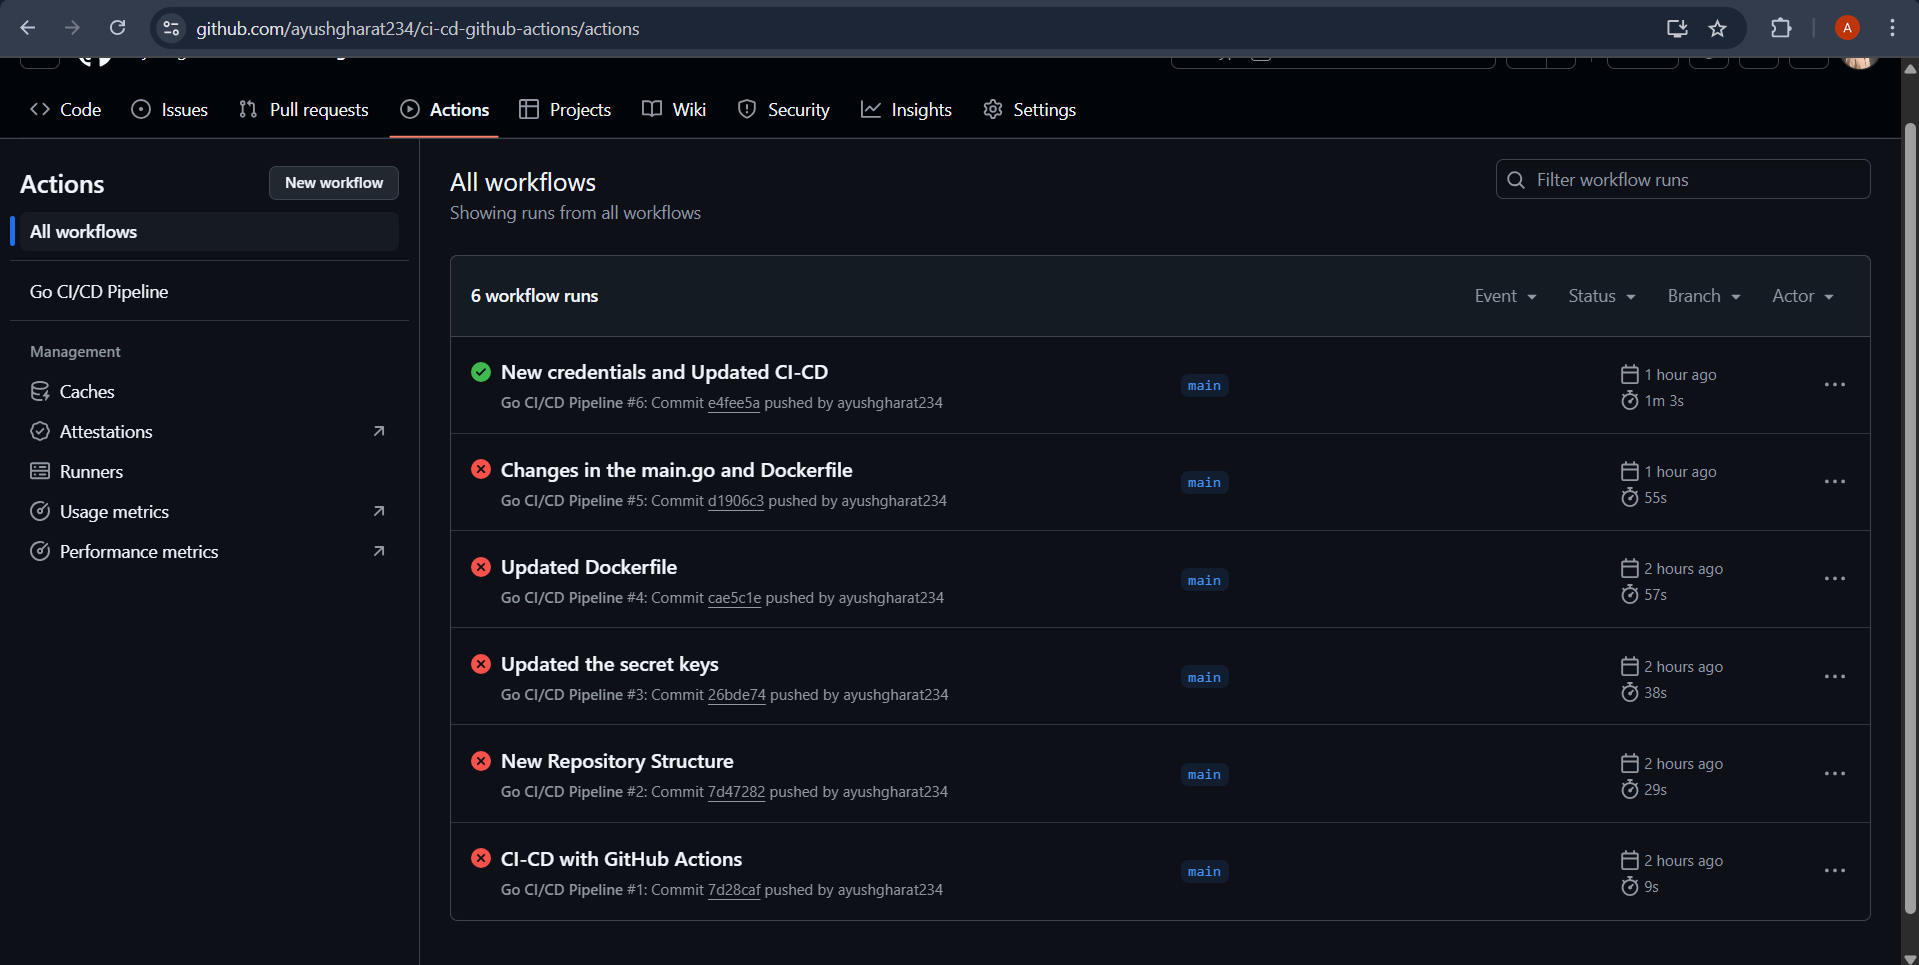 github.com/ayushgharat234/ci-cd-github-actions/actions
A
Code Issues Pull requests Actions Projects Wiki Security Insights Settings
Actions
New workflow
All workflows
Go CI/CD Pipeline
Management
Caches
Attestations
Runners
Usage metrics
Performance metrics
All workflows
Showing runs from all workflows
Filter workflow runs
6 workflow runs
Event Status Branch Actor
New credentials and Updated CI-CD
Go CI/CD Pipeline #6: Commit e4fee5a pushed by ayushgharat234
main
1 hour ago
1m 3s
Changes in the main.go and Dockerfile
Go CI/CD Pipeline #5: Commit d1906c3 pushed by ayushgharat234
main
1 hour ago
55s
Updated Dockerfile
Go CI/CD Pipeline #4: Commit cae5c1e pushed by ayushgharat234
main
2 hours ago
57s
Updated the secret keys
Go CI/CD Pipeline #3: Commit 26bde74 pushed by ayushgharat234
main
2 hours ago
38s
New Repository Structure
Go CI/CD Pipeline #2: Commit 7d47282 pushed by ayushgharat234
main
2 hours ago
29s
CI-CD with GitHub Actions
Go CI/CD Pipeline #1: Commit 7d28caf pushed by ayushgharat234
main
2 hours ago
9s